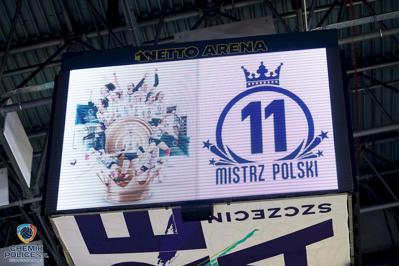 NETTO ARENA
11
MISTRZ POLSKI
SZCZECIN
CHEMIK
POLICE